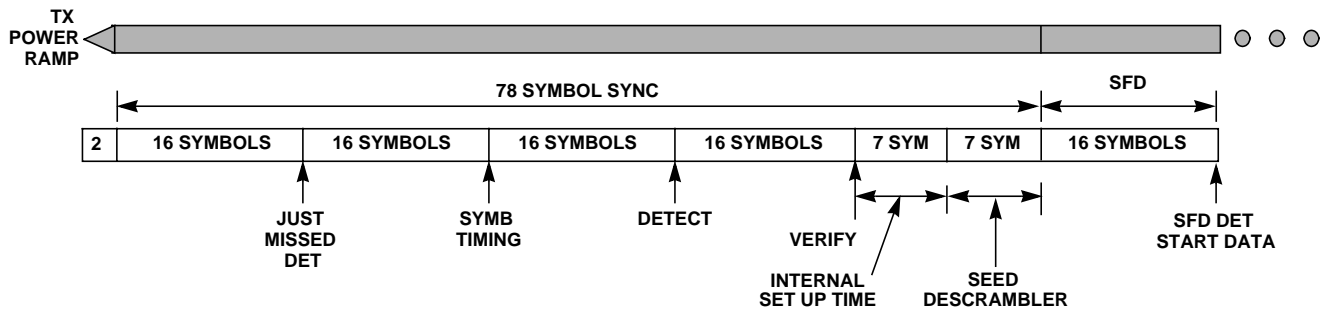 TX
POWER
RAMP
78 SYMBOL SYNC
SFD
2
16 SYMBOLS
16 SYMBOLS
16 SYMBOLS
16 SYMBOLS
7 SYM
7 SYM
16 SYMBOLS
JUST
MISSED
DET
SYMB
TIMING
DETECT
VERIFY
SFD DET
START DATA
INTERNAL
SET UP TIME
SEED
DESCRAMBLER